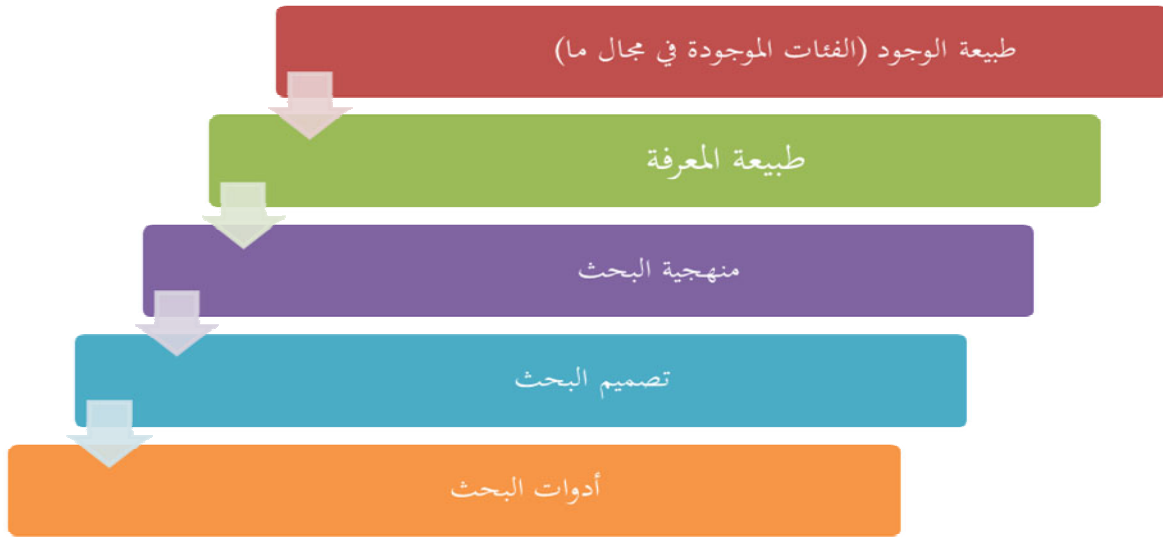 طبيعة الوجود (الفئات الموجودة في مجال ما)
طبيعة المعرفة
منهجية البحث
تصميم البحث
أدوات البحث